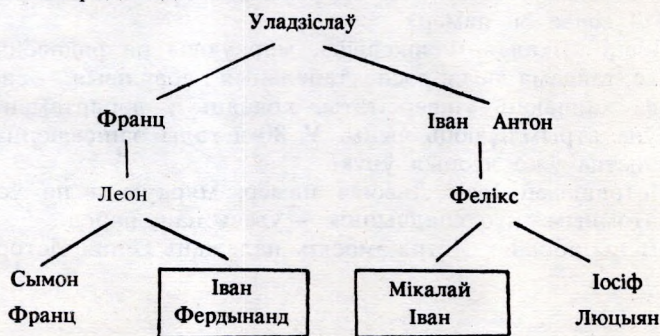 Уладзіслаў
Франц
Іван Антон
Леон
Фелікс
Сымон
Франц
Іван
Фердынанд
Мікалай
Іван
Іосіф
Люцыян